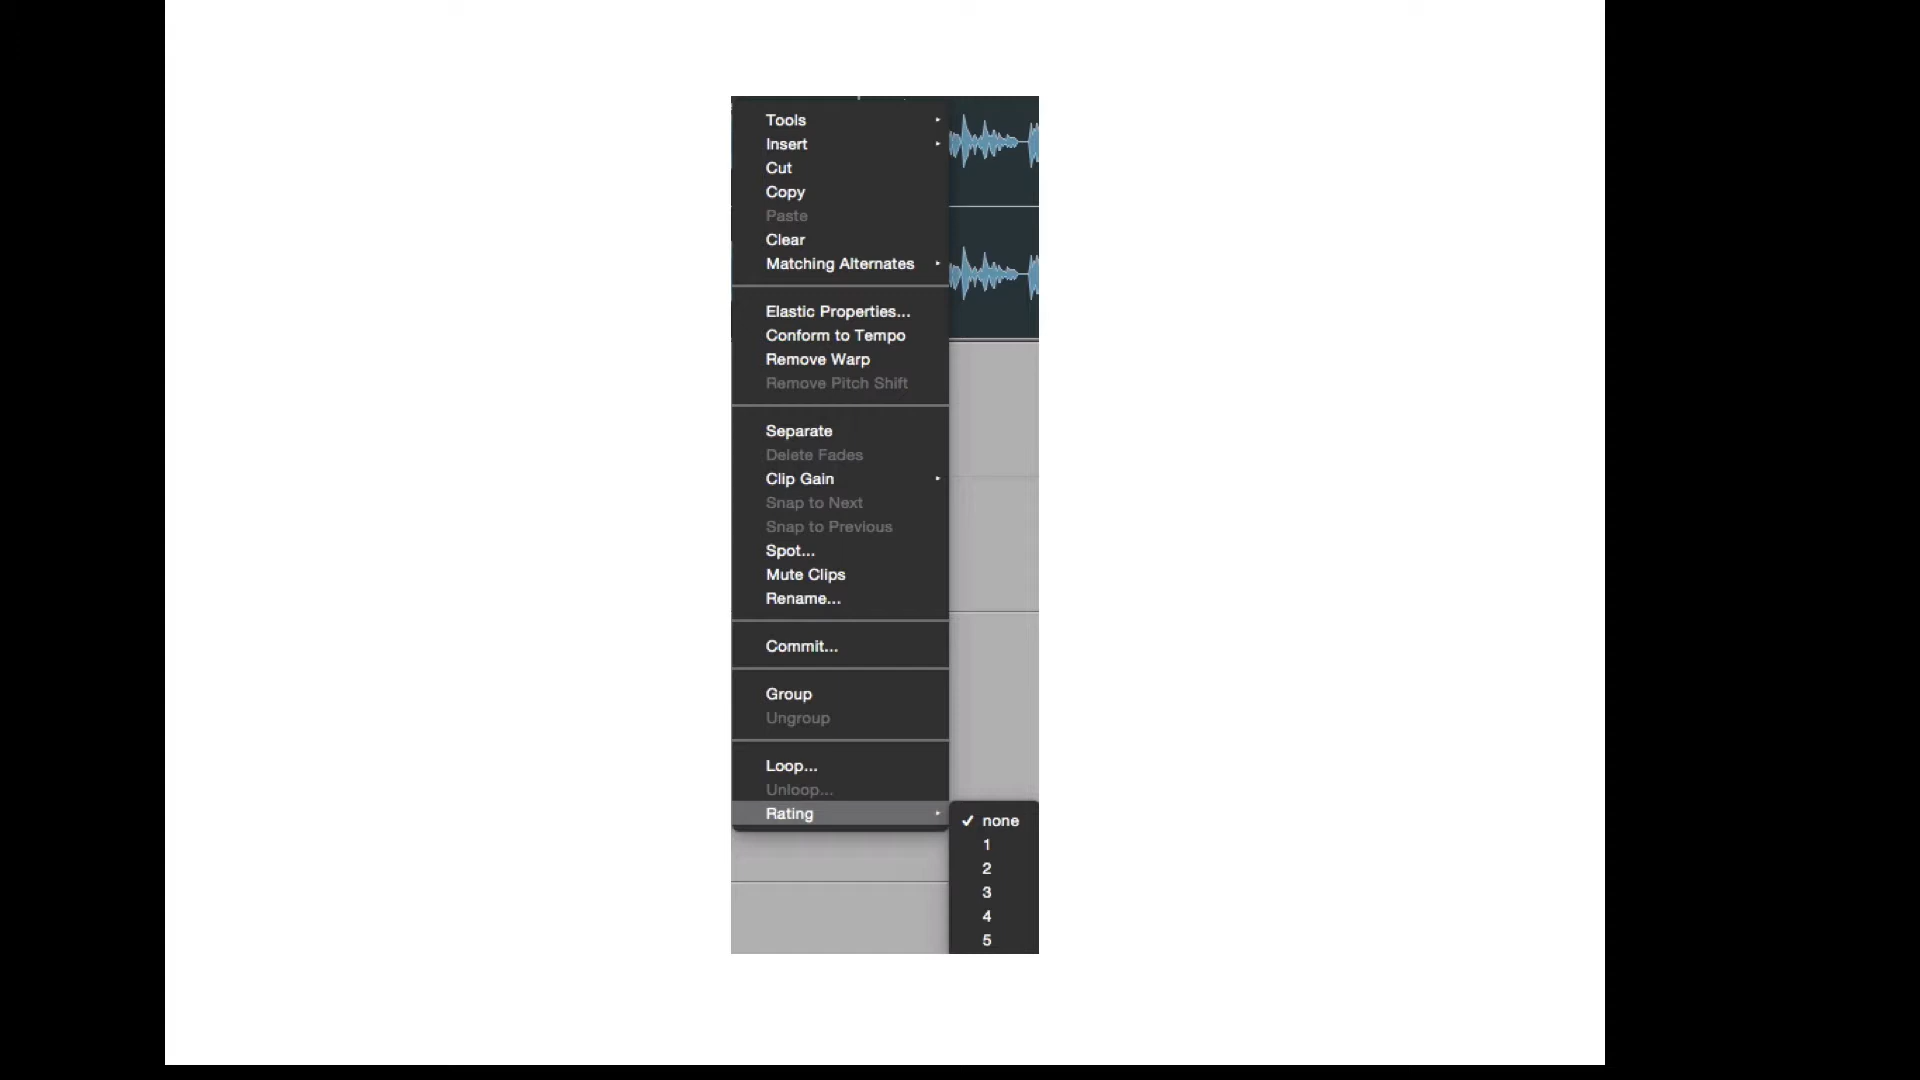 Tools
Insert
Cut
Copy
Paste
Clear
Matching Alternates
Elastic Properties...
Conform to Tempo
Remove Warp
Remove Pitch Shift
Separate
Delete Fades
Clip Gain
Snap to Next
Snap to Previous
Spot...
Mute Clips
Rename...
Commit...
Group
Ungroup
Loop...
Unloop...
Rating
none
1
2
3
4
5